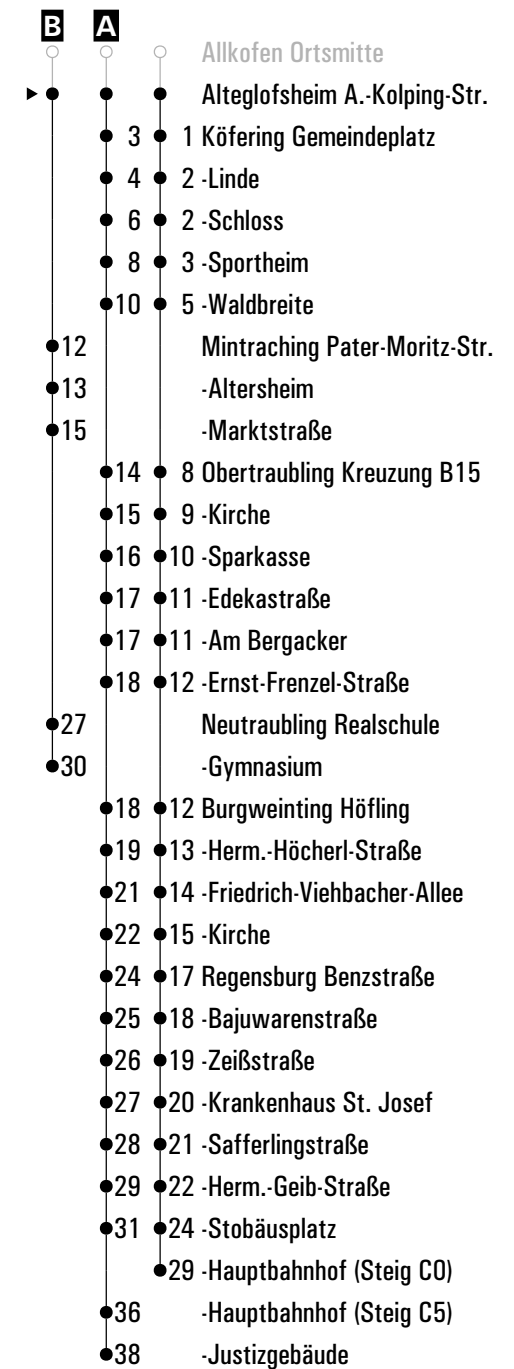 B A
Allkofen Ortsmitte
Alteglofsheim A.-Kolping-Str.
3 1 Köfering Gemeindeplatz
4 2 -Linde
6 2 -Schloss
8 3 -Sportheim
10 5 -Waldbreite
12 Mintraching Pater-Moritz-Str.
13 -Altersheim
15 -Marktstraße
14 8 Obertraubling Kreuzung B15
15 9 -Kirche
16 10 -Sparkasse
17 11 -Edekastraße
17 11 -Am Bergacker
18 12 -Ernst-Frenzel-Straße
27 Neutraubling Realschule
30 -Gymnasium
18 12 Burgweinting Höfling
19 13 -Herm.-Höcherl-Straße
21 14 -Friedrich-Viehbacher-Allee
22 15 -Kirche
24 17 Regensburg Benzstraße
25 18 -Bajuwarenstraße
26 19 -Zeißstraße
27 20 -Krankenhaus St. Josef
28 21 -Safferlingstraße
29 22 -Herm.-Geib-Straße
31 24 -Stobäusplatz
29 -Hauptbahnhof (Steig C0)
36 -Hauptbahnhof (Steig C5)
38 -Justizgebäude